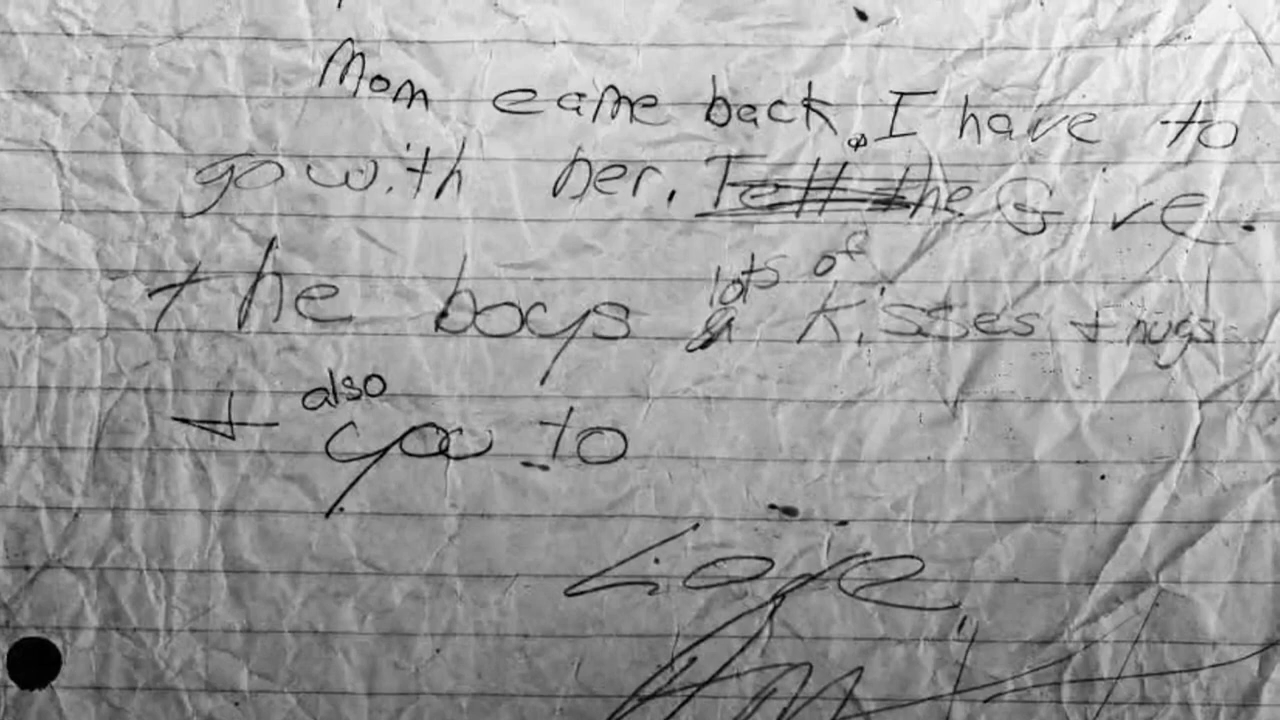 Mom came back. I have to
go with her. Tell the Give
the boys lots of kisses + hugs
+ also you to
Love